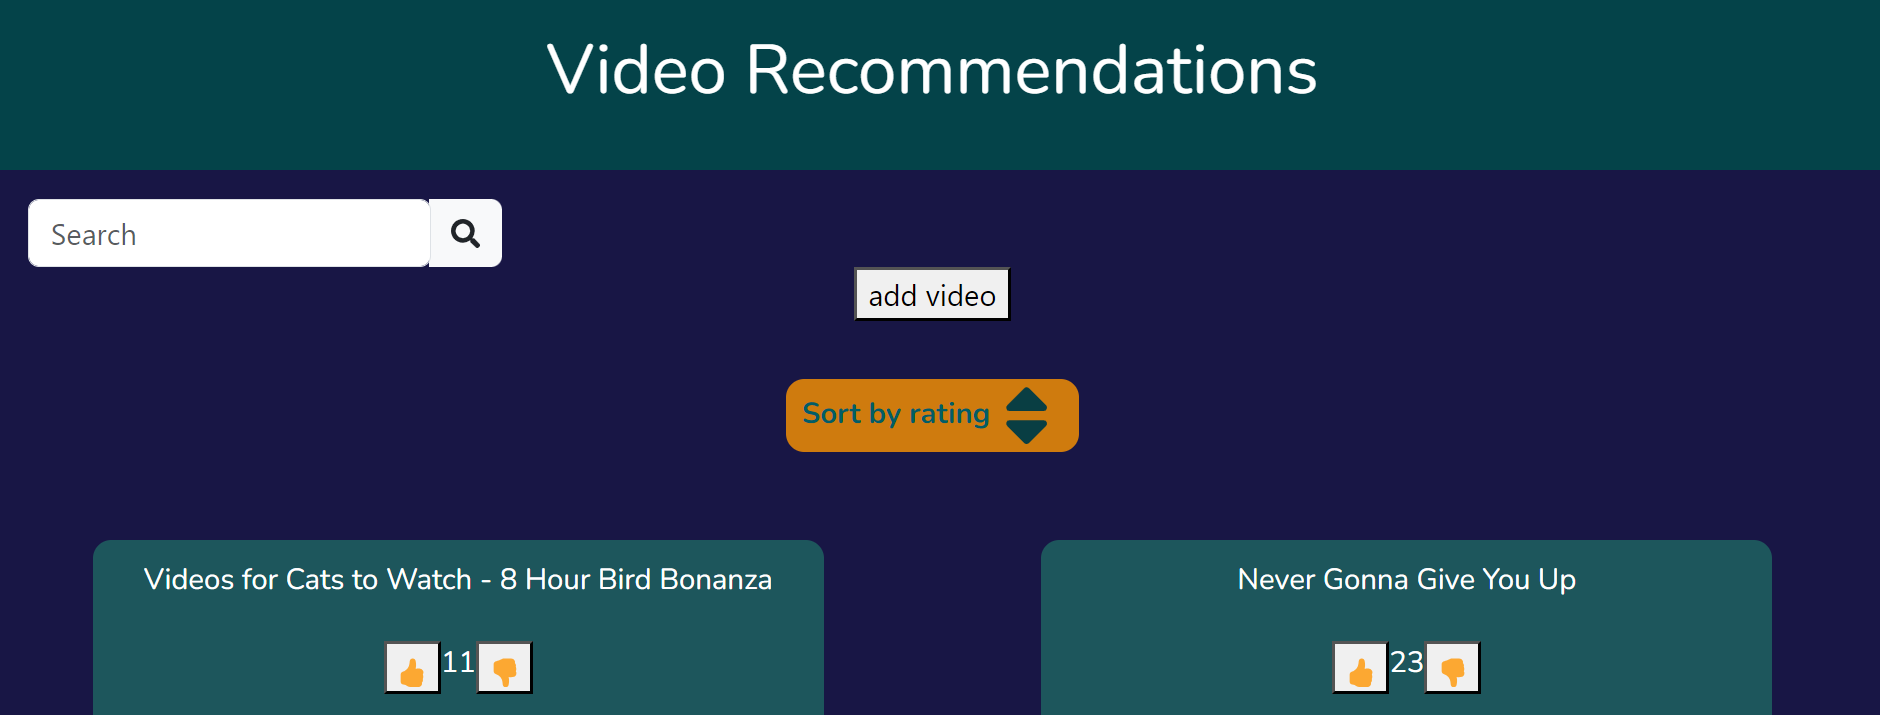 Video Recommendations
Search
add video
Sort by rating
Videos for Cats to Watch - 8 Hour Bird Bonanza
11
Never Gonna Give You Up
23